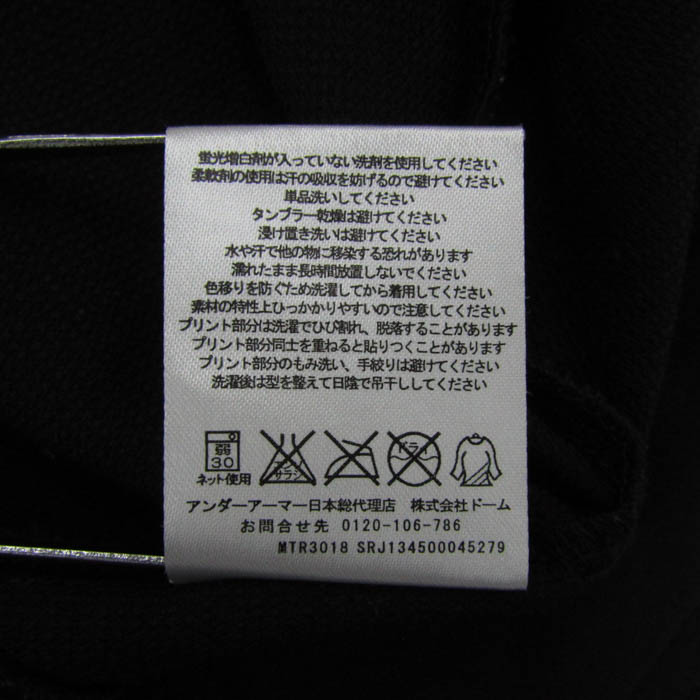 蛍光増白剤が入っていない洗剤を使用してください
柔軟剤の使用は汗の吸収を妨げるので避けてください
単品洗いしてください
タンブラー乾燥は避けてください
浸け置き洗いは避けてください
水や汗で他の物に移染する恐れがあります
濡れたまま長時間放置しないでください
色移りを防ぐため洗濯してから着用してください
素材の特性上ひっかかりやすいので注意してください
プリント部分は洗濯でひび割れ、脱落することがあります
プリント部分同士を重ねると貼りつくことがあります
プリント部分のもみ洗い、手絞りは避けてください
洗濯後は型を整えて日陰で吊干ししてください
弱
30
エンソ
サラシ
ドライ
ネット使用
アンダーアーマー日本総代理店 株式会社ドーム
お問合せ先 0120-106-786
MTR3018 SRJ134500045279